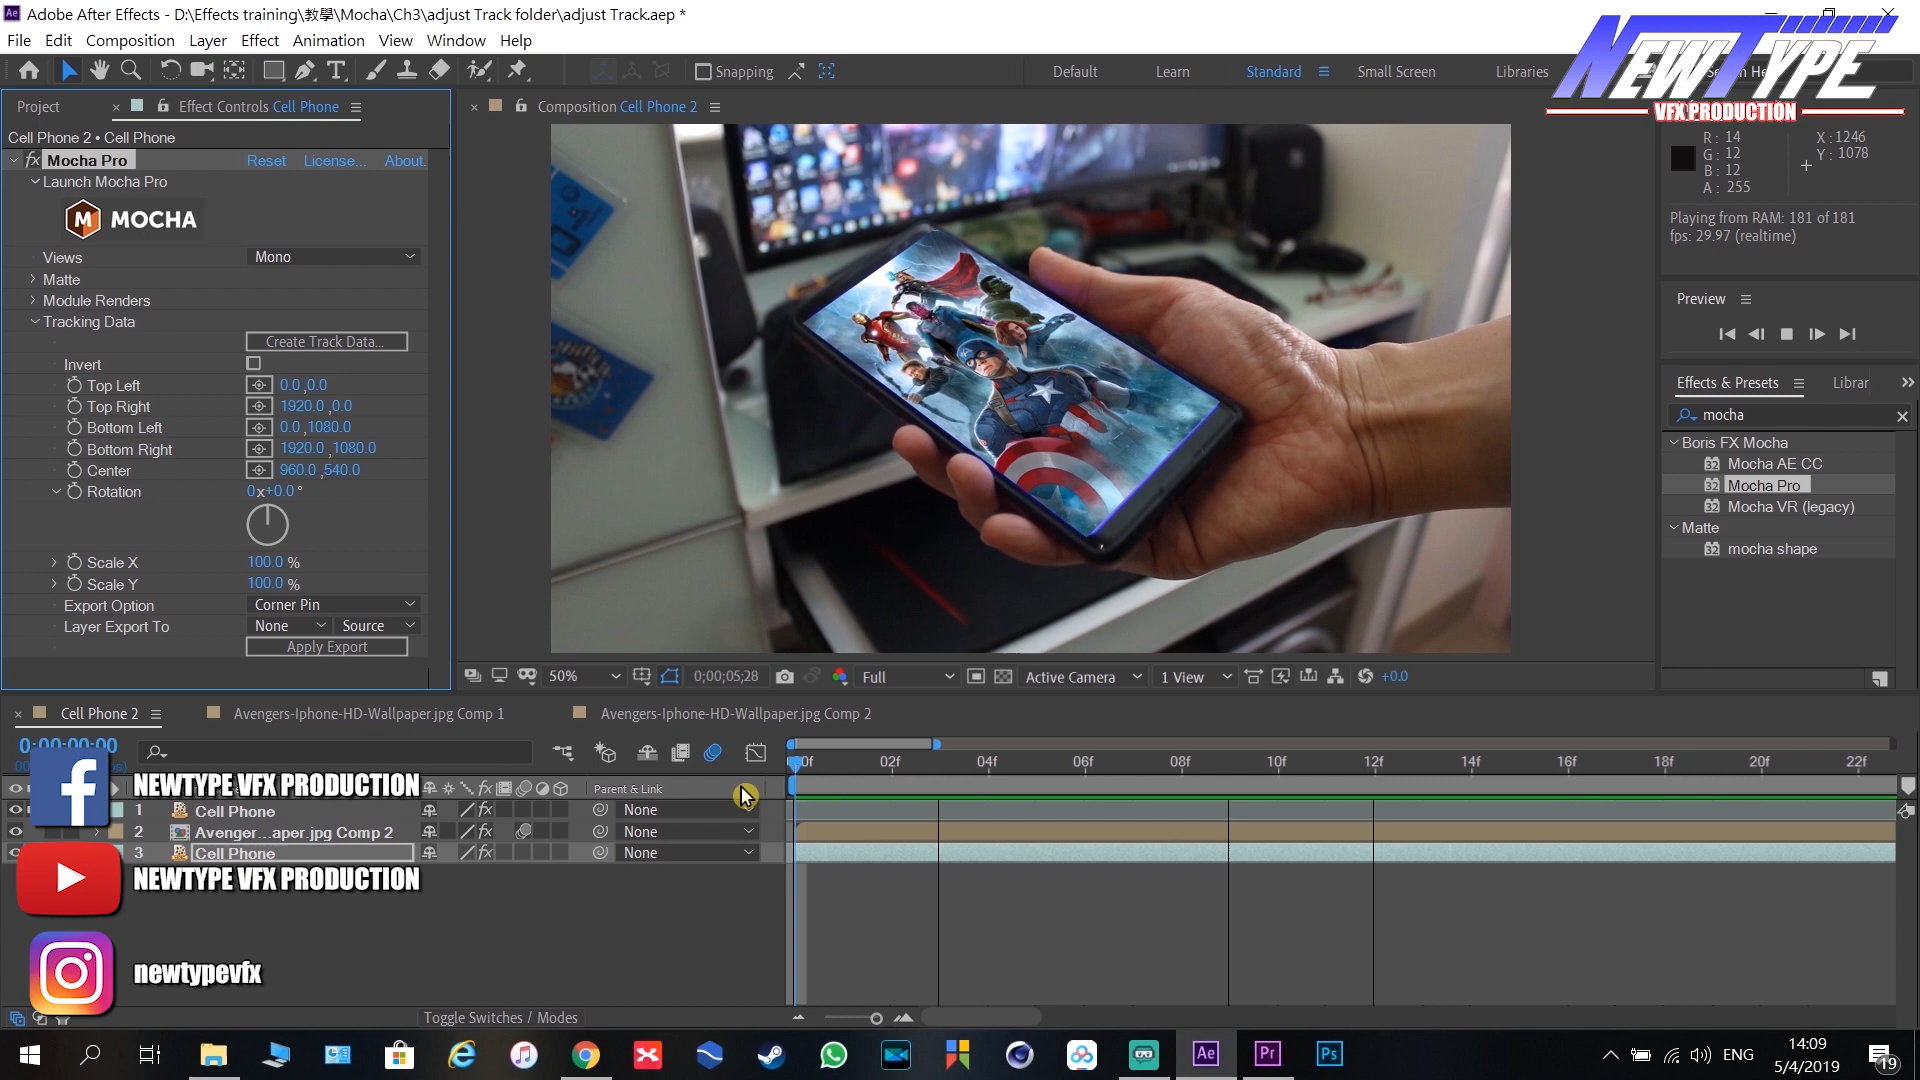 Adobe After Effects - D:\Effects training\教學\Mocha\Ch3\adjust Track folder\adjust Track.aep *
File Edit Composition Layer Effect Animation View Window Help
Snapping Default Learn Standard Small Screen Libraries
NEWTYPE
VFX PRODUCTION
Project Effect Controls Cell Phone
Composition Cell Phone 2
Cell Phone 2 • Cell Phone
fx Mocha Pro Reset License... About.
Launch Mocha Pro
M MOCHA
Views Mono
Matte
Module Renders
Tracking Data
Create Track Data...
Invert
Top Left 0.0 ,0.0
Top Right 1920.0 ,0.0
Bottom Left 0.0 ,1080.0
Bottom Right 1920.0 ,1080.0
Center 960.0 ,540.0
Rotation 0x+0.0 °
Scale X 100.0 %
Scale Y 100.0 %
Export Option Corner Pin
Layer Export To None Source
Apply Export
R : 14 X : 1246
G : 12 Y : 1078
B : 12
A : 255
Playing from RAM: 181 of 181
fps: 29.97 (realtime)
Preview
Effects & Presets Librar
mocha
Boris FX Mocha
32 Mocha AE CC
32 Mocha Pro
32 Mocha VR (legacy)
Matte
32 mocha shape
50% 0;00;05;28 Full Active Camera 1 View +0.0
Cell Phone 2 Avengers-Iphone-HD-Wallpaper.jpg Comp 1 Avengers-Iphone-HD-Wallpaper.jpg Comp 2
0:00:00:00
00f 02f 04f 06f 08f 10f 12f 14f 16f 18f 20f 22f
NEWTYPE VFX PRODUCTION
Parent & Link
1 Cell Phone None
2 Avenger...aper.jpg Comp 2 None
3 Cell Phone None
NEWTYPE VFX PRODUCTION
newtypevfx
Toggle Switches / Modes
Ae Pr Ps
ENG
14:09
5/4/2019
19